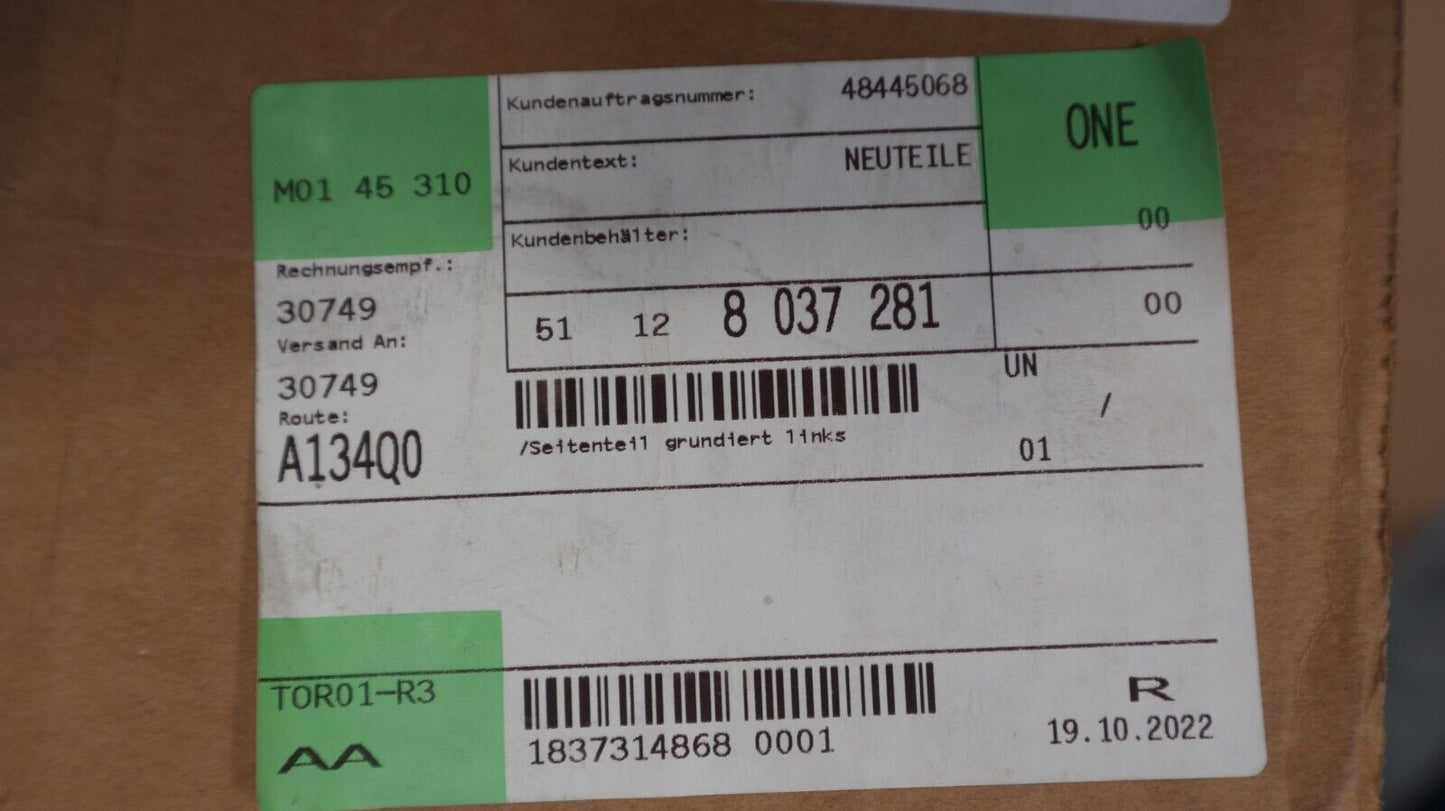 M01 45 310
Kundenauftragsnummer: 48445068
Kundentext: NEUTEILE
Kundenbehälter:
ONE
00
Rechnungsempf.:
30749
51 12 8 037 281
00
Versand An:
30749
UN
/
Route:
A134Q0
/Seitenteil grundiert links
01
TOR01-R3
AA
1837314868 0001
R
19.10.2022